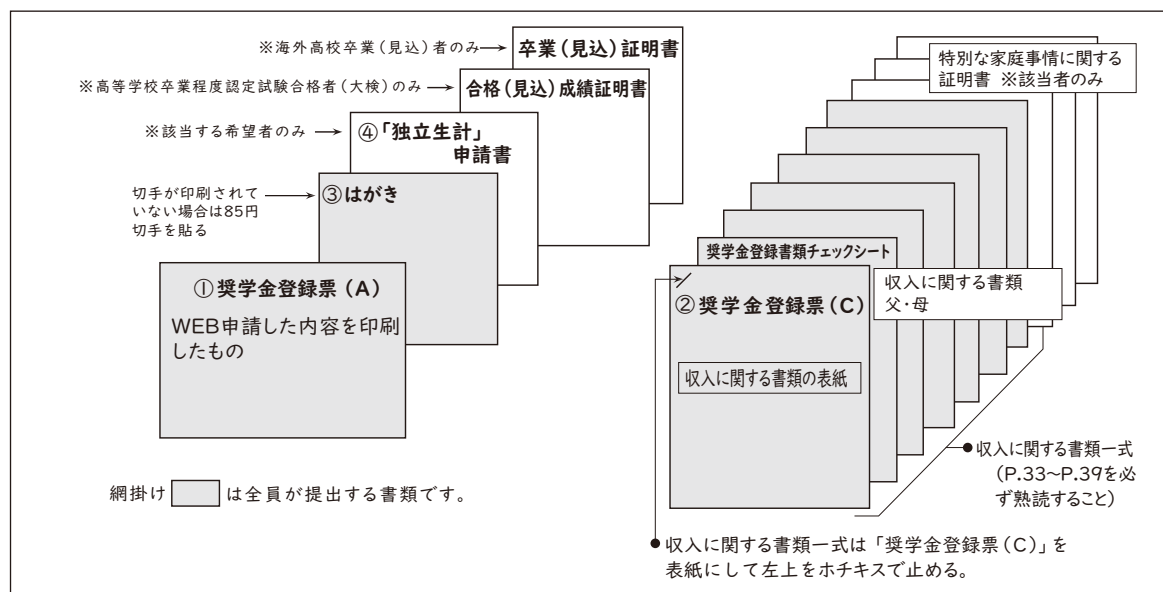 ※海外高校卒業（見込）者のみ
卒業（見込）証明書
※高等学校卒業程度認定試験合格者（大検）のみ
合格（見込）成績証明書
※該当する希望者のみ
④「独立生計」
申請書
切手が印刷されて
いない場合は85円
切手を貼る
③はがき
①奨学金登録票（A）
WEB申請した内容を印刷
したもの
網掛け
は全員が提出する書類です。
特別な家庭事情に関する
証明書 ※該当者のみ
奨学金登録書類チェックシート
②奨学金登録票（C）
収入に関する書類の表紙
収入に関する書類
父・母
●収入に関する書類一式
（P.33〜P.39を必
ず熟読すること）
●収入に関する書類一式は「奨学金登録票（C）」を
表紙にして左上をホチキスで止める。